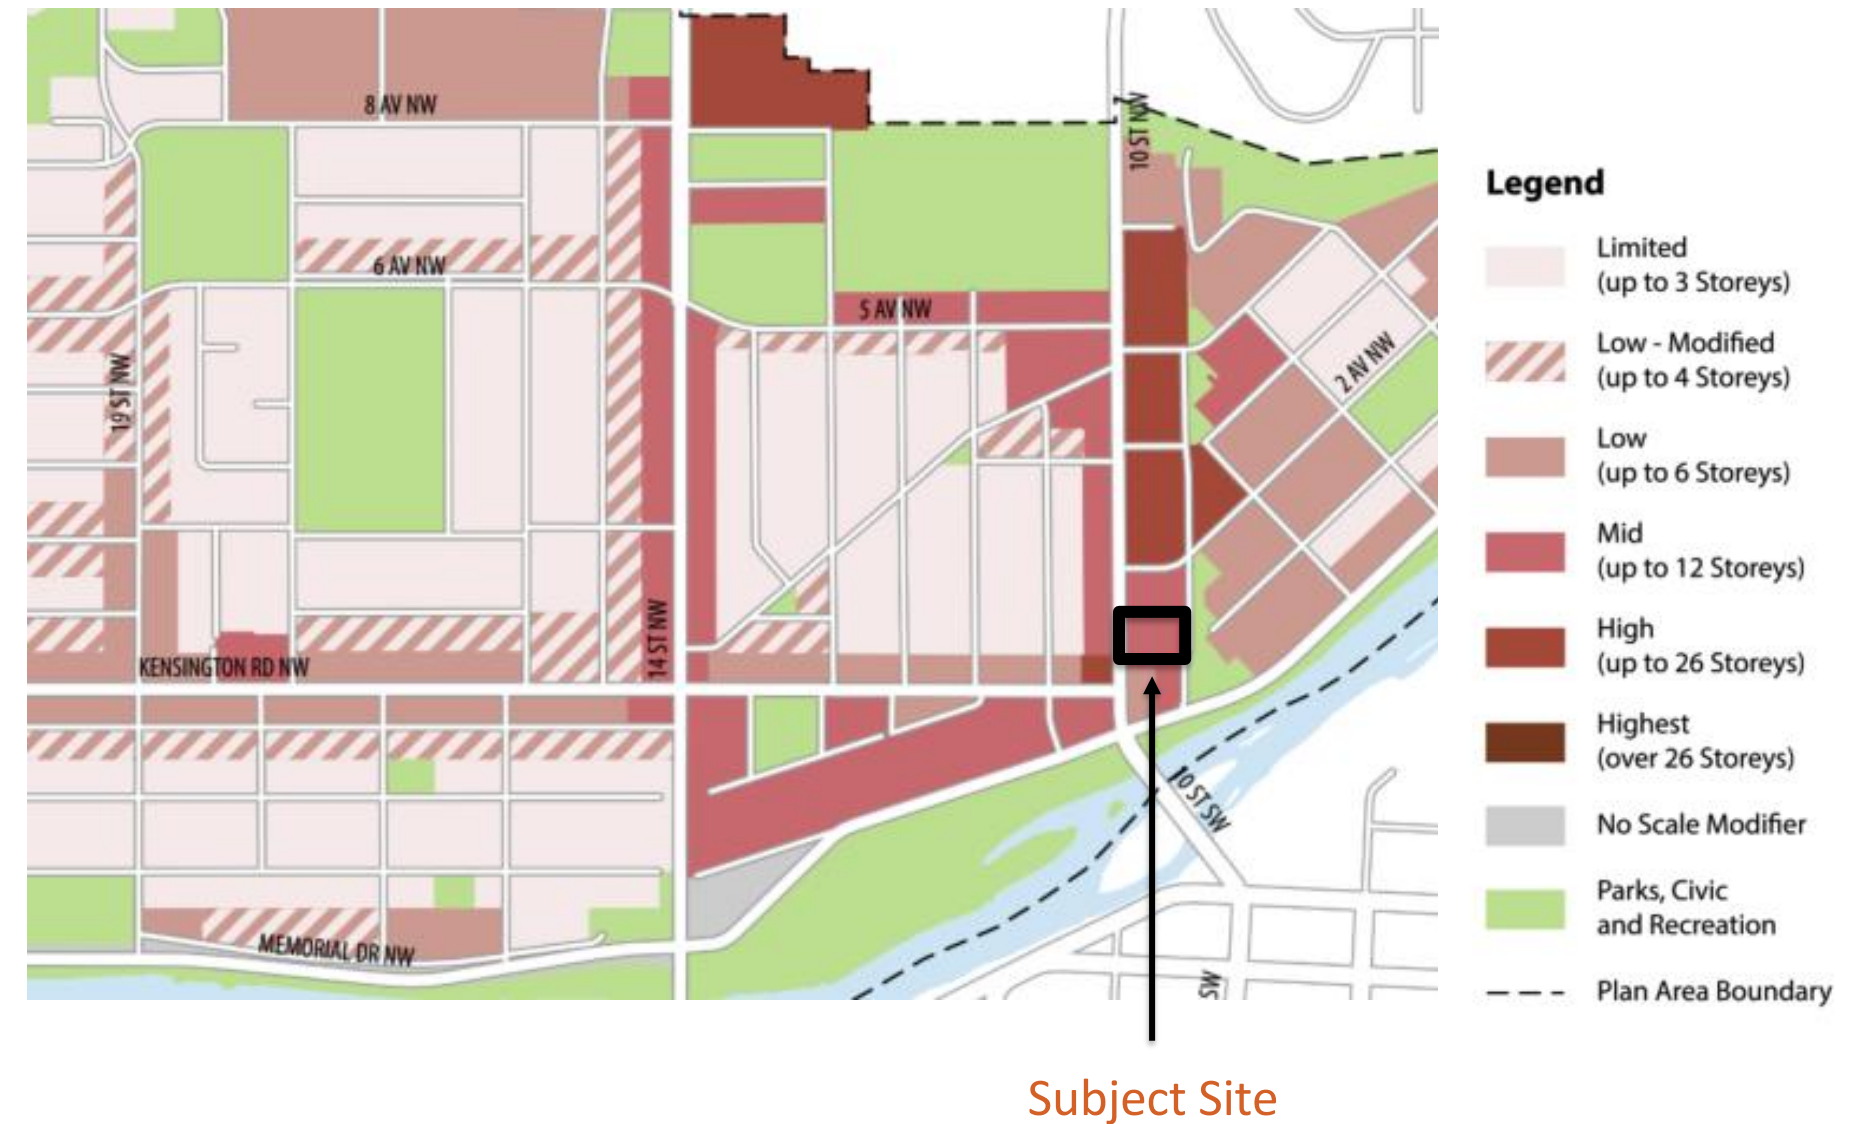 8 AV NW
10 ST NW
6 AV NW
5 AV NW
19 ST NW
2 AV NW
14 ST NW
KENSINGTON RD NW
10 ST SW
MEMORIAL DR NW
SW
Legend
Limited
(up to 3 Storeys)
Low - Modified
(up to 4 Storeys)
Low
(up to 6 Storeys)
Mid
(up to 12 Storeys)
High
(up to 26 Storeys)
Highest
(over 26 Storeys)
No Scale Modifier
Parks, Civic
and Recreation
Plan Area Boundary
Subject Site